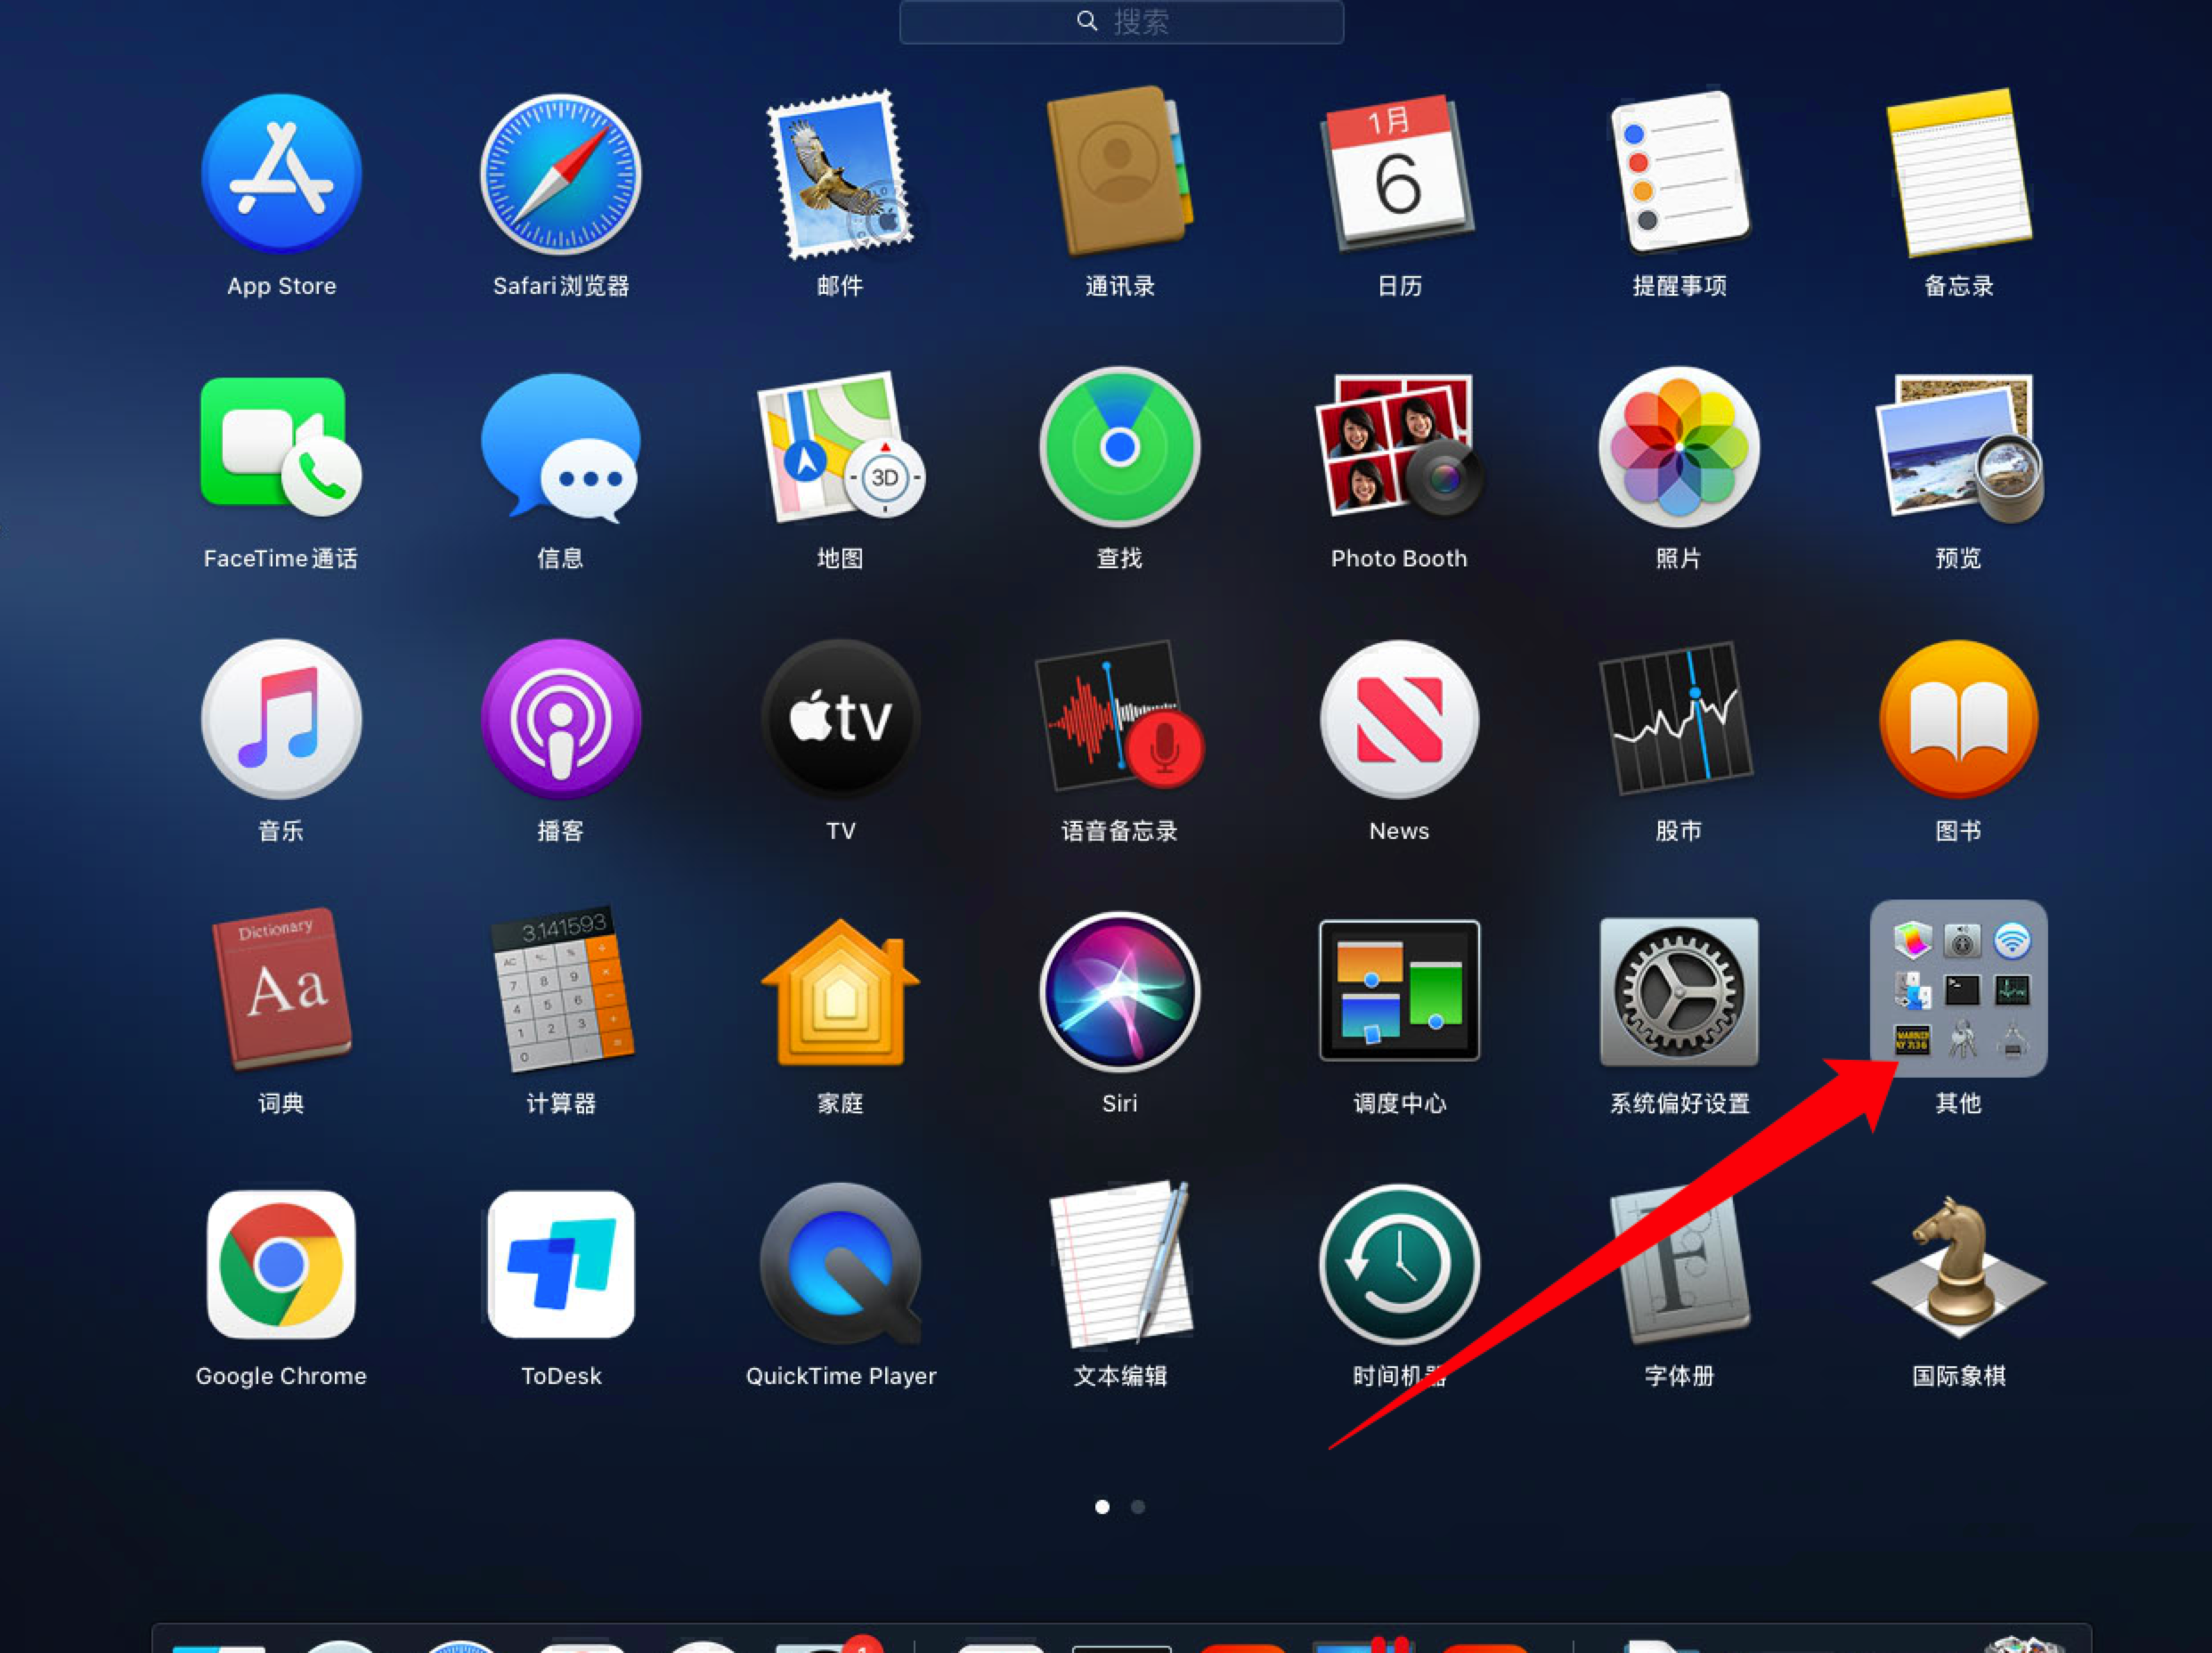 搜索
1月
6
App Store
Safari浏览器
邮件
通讯录
日历
提醒事项
备忘录
3D
FaceTime通话
信息
地图
查找
Photo Booth
照片
预览
tv
音乐
播客
TV
语音备忘录
News
股市
图书
Dictionary
Aa
3.141593
词典
计算器
家庭
Siri
调度中心
系统偏好设置
其他
F
Google Chrome
ToDesk
QuickTime Player
文本编辑
时间机器
字体册
国际象棋